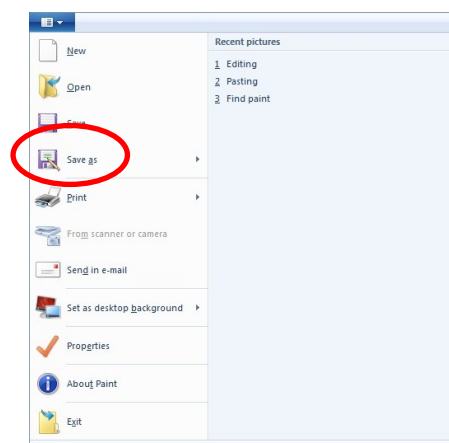 Recent pictures
New
1 Editing
2 Pasting
3 Find paint
Open
Save
Save as
Print
From scanner or camera
Send in e-mail
Set as desktop background
Properties
About Paint
Exit